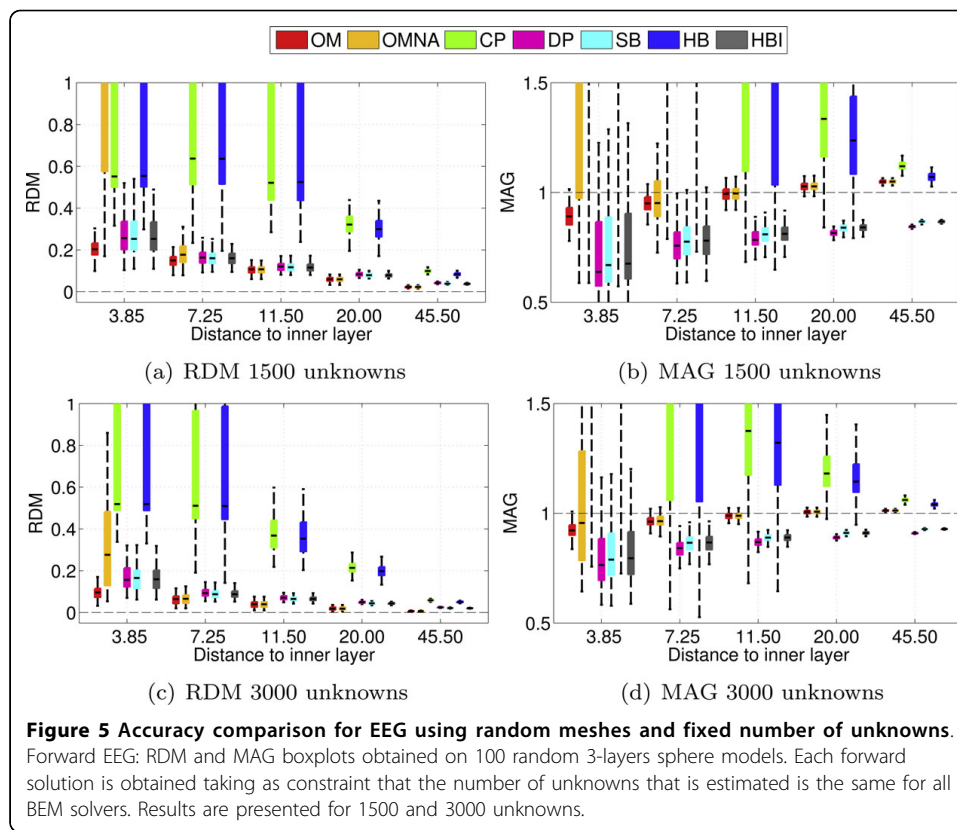 OM OMNA CP DP SB HB HBI
1
0.8
0.6
0.4
0.2
0
RDM
3.85 7.25 11.50 20.00 45.50
Distance to inner layer
(a) RDM 1500 unknowns
1.5
1
0.5
MAG
3.85 7.25 11.50 20.00 45.50
Distance to inner layer
(b) MAG 1500 unknowns
1
0.8
0.6
0.4
0.2
0
RDM
3.85 7.25 11.50 20.00 45.50
Distance to inner layer
(c) RDM 3000 unknowns
1.5
1
0.5
MAG
3.85 7.25 11.50 20.00 45.50
Distance to inner layer
(d) MAG 3000 unknowns
Figure 5 Accuracy comparison for EEG using random meshes and fixed number of unknowns.
Forward EEG: RDM and MAG boxplots obtained on 100 random 3-layers sphere models. Each forward
solution is obtained taking as constraint that the number of unknowns that is estimated is the same for all
BEM solvers. Results are presented for 1500 and 3000 unknowns.